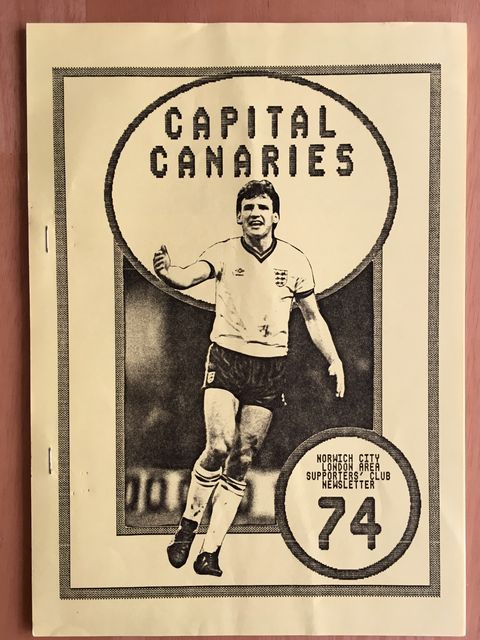 CAPITAL
CANARIES
NORWICH CITY
LONDON AREA
SUPPORTERS' CLUB
NEWSLETTER
74